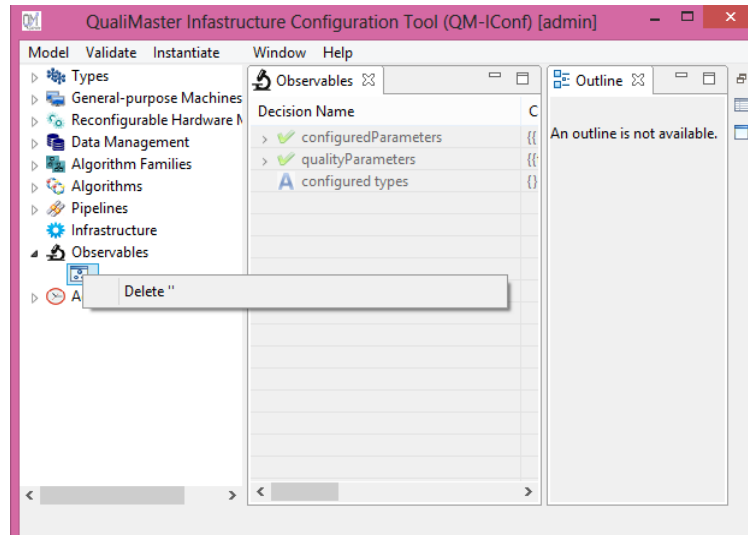 QualiMaster Infastructure Configuration Tool (QM-IConf) [admin]
Model Validate Instantiate Window Help
Types
General-purpose Machines
Reconfigurable Hardware
Data Management
Algorithm Families
Algorithms
Pipelines
Infrastructure
Observables
A
Delete ''
Observables
Decision Name C
configuredParameters {{
qualityParameters {{
configured types {}
Outline
An outline is not available.